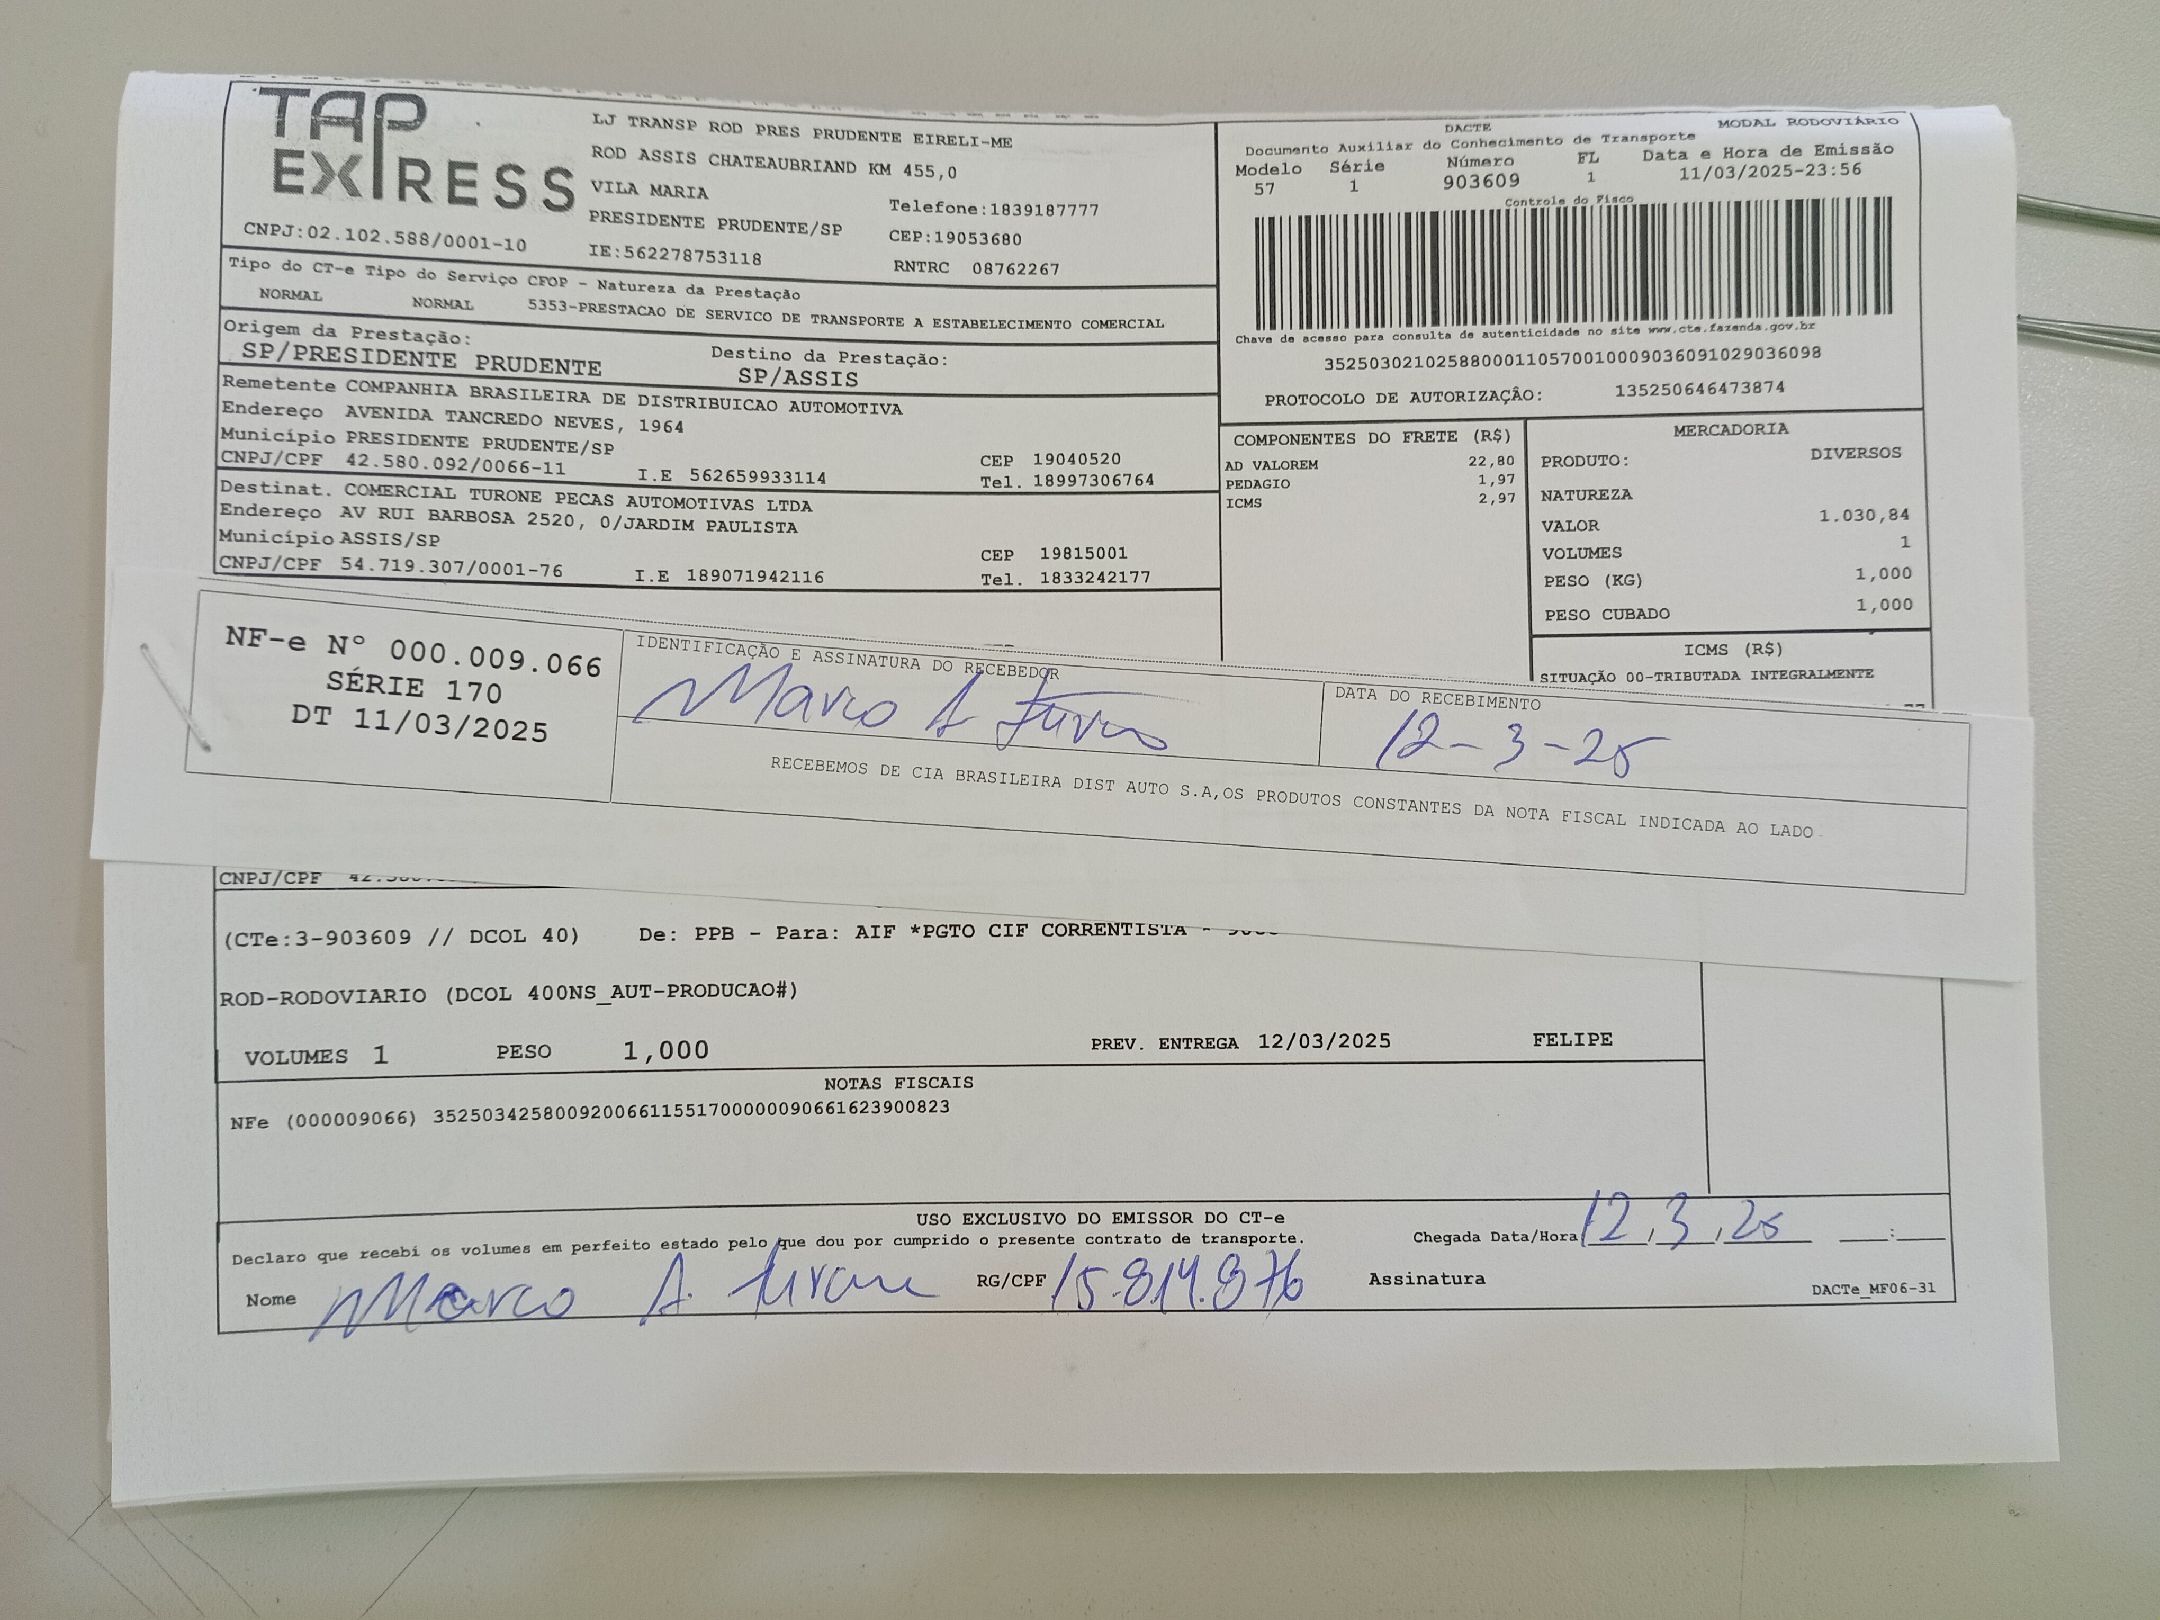 TAP EXPRESS
LJ TRANSP ROD PRES PRUDENTE EIRELI-ME
ROD ASSIS CHATEAUBRIAND KM 455,0
VILA MARIA
Telefone:1839187777
PRESIDENTE PRUDENTE/SP
CEP:19053680
CNPJ:02.102.588/0001-10
IE:562278753118
RNTRC 08762267
DACTE
MODAL RODOVIÁRIO
Documento Auxiliar do Conhecimento de Transporte
Modelo Série Número FL Data e Hora de Emissão
57 1 903609 1 11/03/2025-23:56
Controle do Fisco
Chave de acesso para consulta de autenticidade no site www.cte.fazenda.gov.br
35250302102588000110570010009036091029036098
PROTOCOLO DE AUTORIZAÇÃO: 135250646473874
Tipo do CT-e Tipo do Serviço CFOP - Natureza da Prestação
NORMAL NORMAL 5353-PRESTACAO DE SERVICO DE TRANSPORTE A ESTABELECIMENTO COMERCIAL
Origem da Prestação:
SP/PRESIDENTE PRUDENTE
Destino da Prestação:
SP/ASSIS
Remetente COMPANHIA BRASILEIRA DE DISTRIBUICAO AUTOMOTIVA
Endereço AVENIDA TANCREDO NEVES, 1964
Município PRESIDENTE PRUDENTE/SP
CEP 19040520
CNPJ/CPF 42.580.092/0066-11 I.E 562659933114 Tel. 18997306764
Destinat. COMERCIAL TURONE PECAS AUTOMOTIVAS LTDA
Endereço AV RUI BARBOSA 2520, 0/JARDIM PAULISTA
Município ASSIS/SP
CEP 19815001
CNPJ/CPF 54.719.307/0001-76 I.E 189071942116 Tel. 1833242177
COMPONENTES DO FRETE (R$)
AD VALOREM 22,80
PEDAGIO 1,97
ICMS 2,97
MERCADORIA
PRODUTO: DIVERSOS
NATUREZA
VALOR 1.030,84
VOLUMES 1
PESO (KG) 1,000
PESO CUBADO 1,000
ICMS (R$)
SITUAÇÃO 00-TRIBUTADA INTEGRALMENTE
NF-e Nº 000.009.066
SÉRIE 170
DT 11/03/2025
IDENTIFICAÇÃO E ASSINATURA DO RECEBEDOR
Marco A
DATA DO RECEBIMENTO
12-3-25
RECEBEMOS DE CIA BRASILEIRA DIST AUTO S.A,OS PRODUTOS CONSTANTES DA NOTA FISCAL INDICADA AO LADO
CNPJ/CPF
(CTe:3-903609 // DCOL 40) De: PPB - Para: AIF *PGTO CIF CORRENTISTA -
ROD-RODOVIARIO (DCOL 400NS_AUT-PRODUCAO#)
VOLUMES 1 PESO 1,000 PREV. ENTREGA 12/03/2025 FELIPE
NOTAS FISCAIS
NFe (000009066) 35250342580092006611551700000090661623900823
USO EXCLUSIVO DO EMISSOR DO CT-e
Declaro que recebi os volumes em perfeito estado pelo que dou por cumprido o presente contrato de transporte.
Chegada Data/Hora 12/3/25 ___:___
Nome Marco A. RG/CPF 15.814.876 Assinatura
DACTe_MF06-31